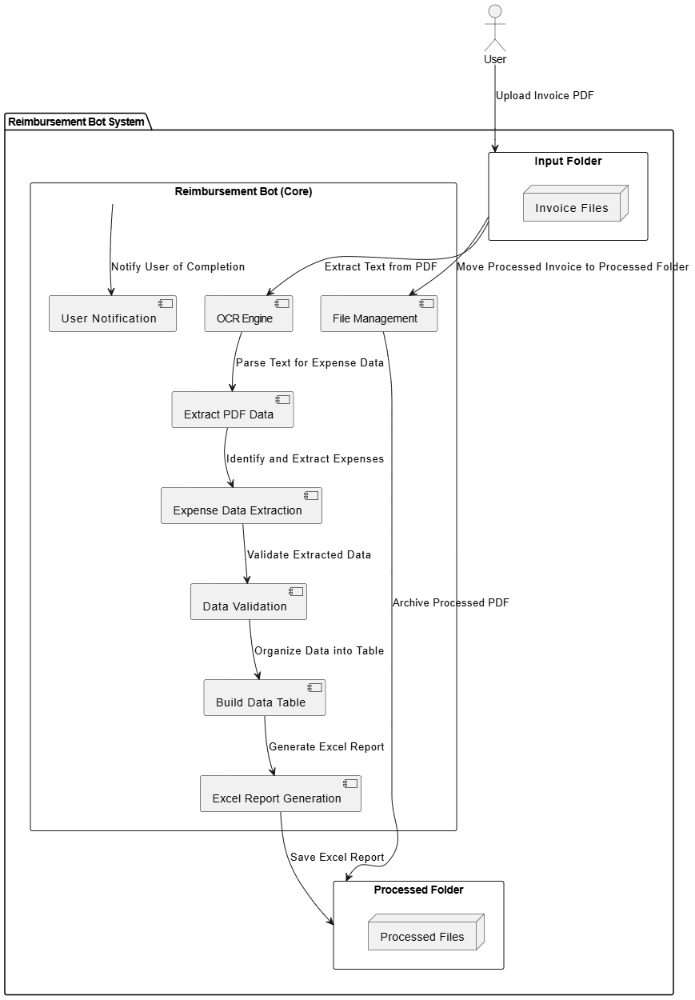 User
Upload Invoice PDF
Reimbursement Bot System
Input Folder
Invoice Files
Reimbursement Bot (Core)
Notify User of Completion
Extract Text from PDF
Move Processed Invoice to Processed Folder
User Notification
OCR Engine
File Management
Parse Text for Expense Data
Extract PDF Data
Identify and Extract Expenses
Expense Data Extraction
Validate Extracted Data
Data Validation
Archive Processed PDF
Organize Data into Table
Build Data Table
Generate Excel Report
Excel Report Generation
Save Excel Report
Processed Folder
Processed Files